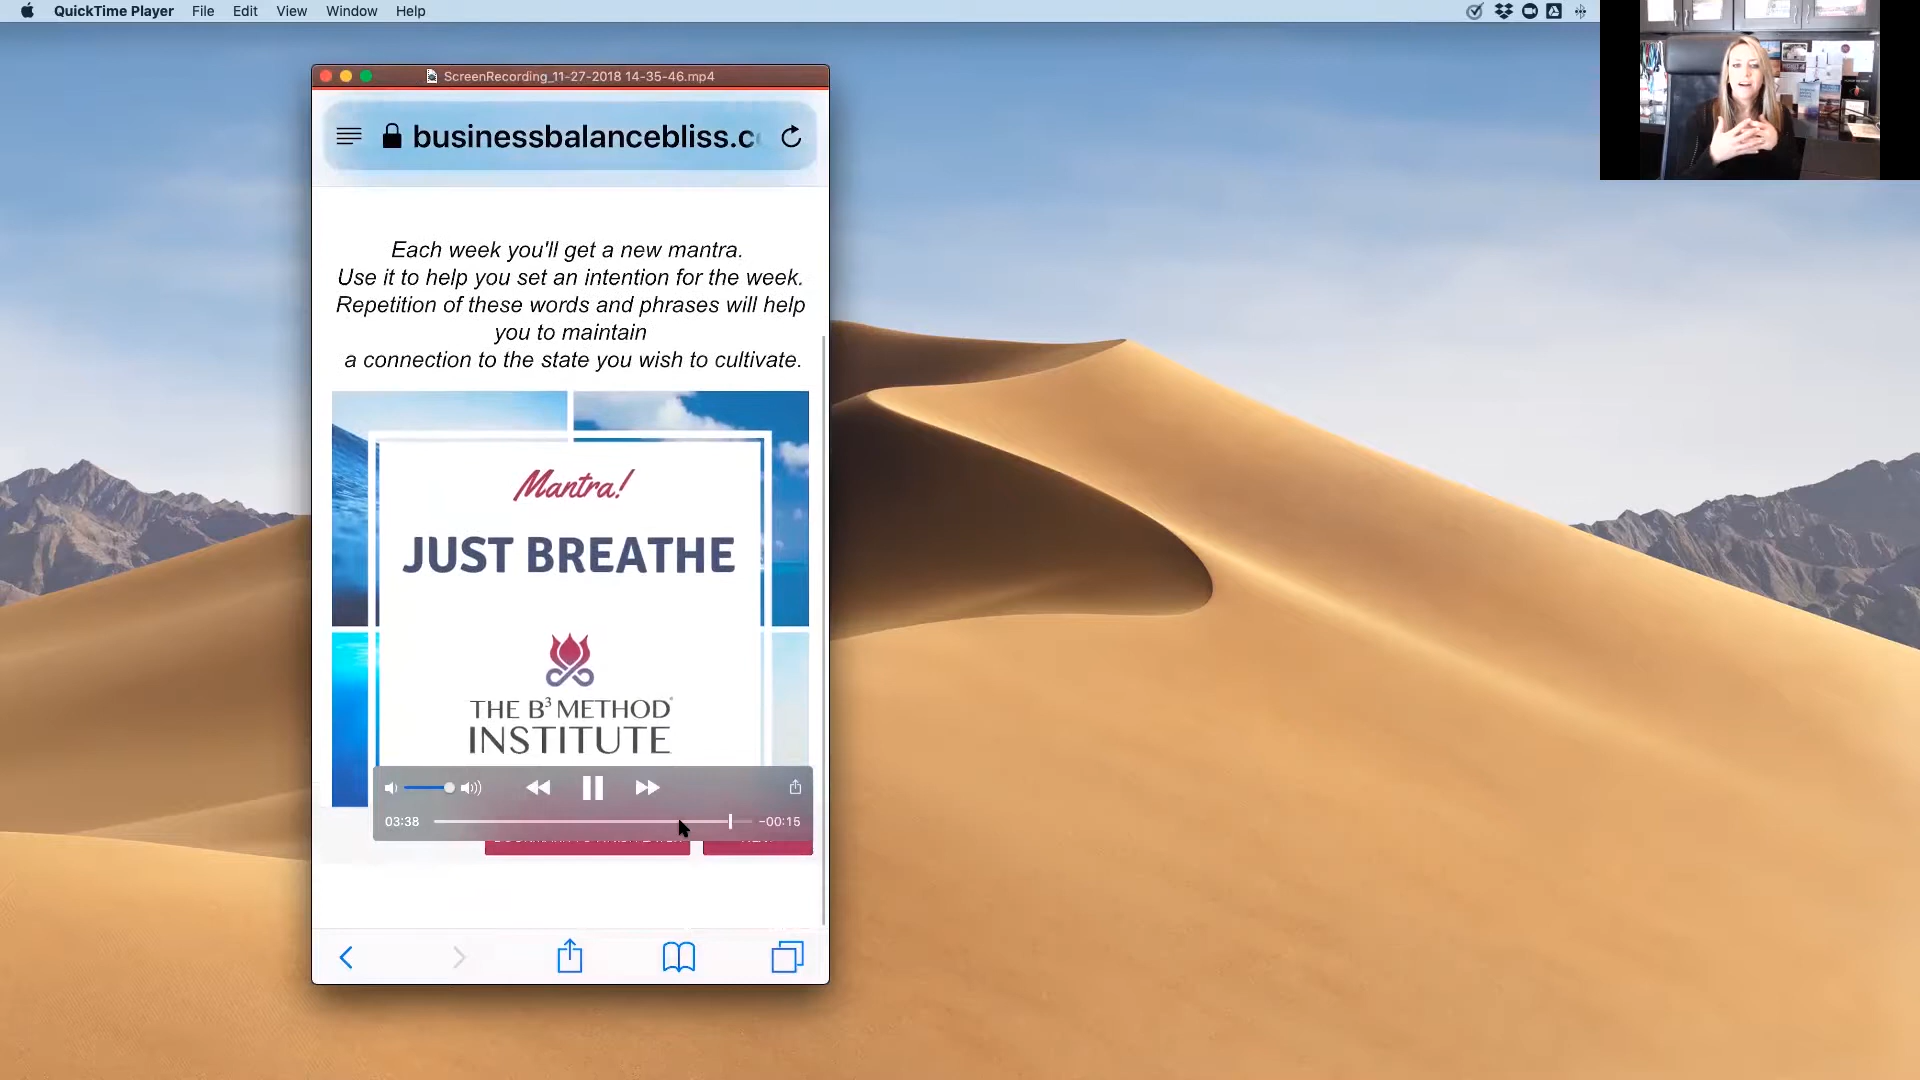 QuickTime Player File Edit View Window Help
ScreenRecording_11-27-2018 14-35-46.mp4
businessbalancebliss.c
Each week you'll get a new mantra.
Use it to help you set an intention for the week.
Repetition of these words and phrases will help
you to maintain
a connection to the state you wish to cultivate.
Mantra!
JUST BREATHE
THE B³ METHOD®
INSTITUTE
03:38 -00:15